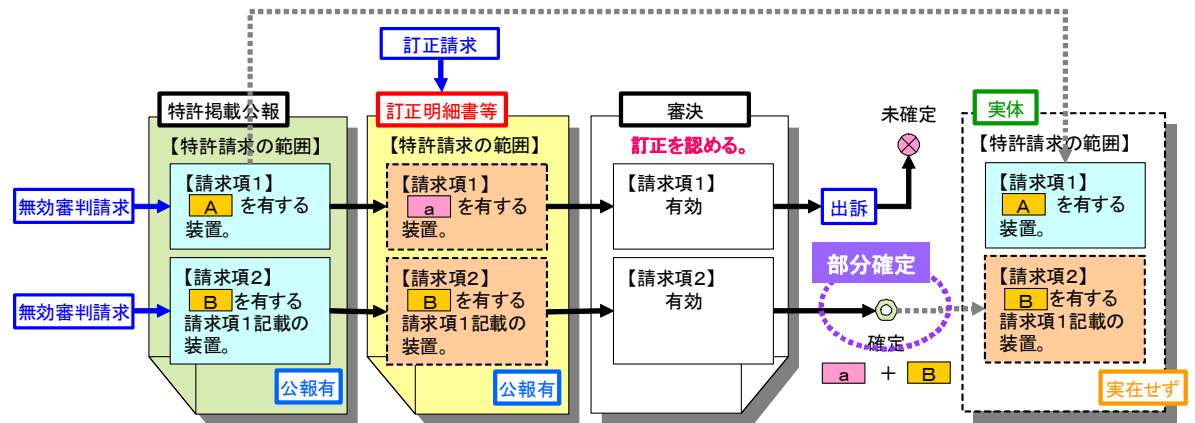 訂正請求
特許掲載公報
【特許請求の範囲】
無効審判請求
【請求項1】
A を有する
装置。
無効審判請求
【請求項2】
B を有する
請求項1記載の
装置。
公報有
訂正明細書等
【特許請求の範囲】
【請求項1】
a を有する
装置。
【請求項2】
B を有する
請求項1記載の
装置。
公報有
審決
訂正を認める。
【請求項1】
有効
【請求項2】
有効
出訴
未確定
部分確定
確定
a + B
実体
【特許請求の範囲】
【請求項1】
A を有する
装置。
【請求項2】
B を有する
請求項1記載の
装置。
実在せず